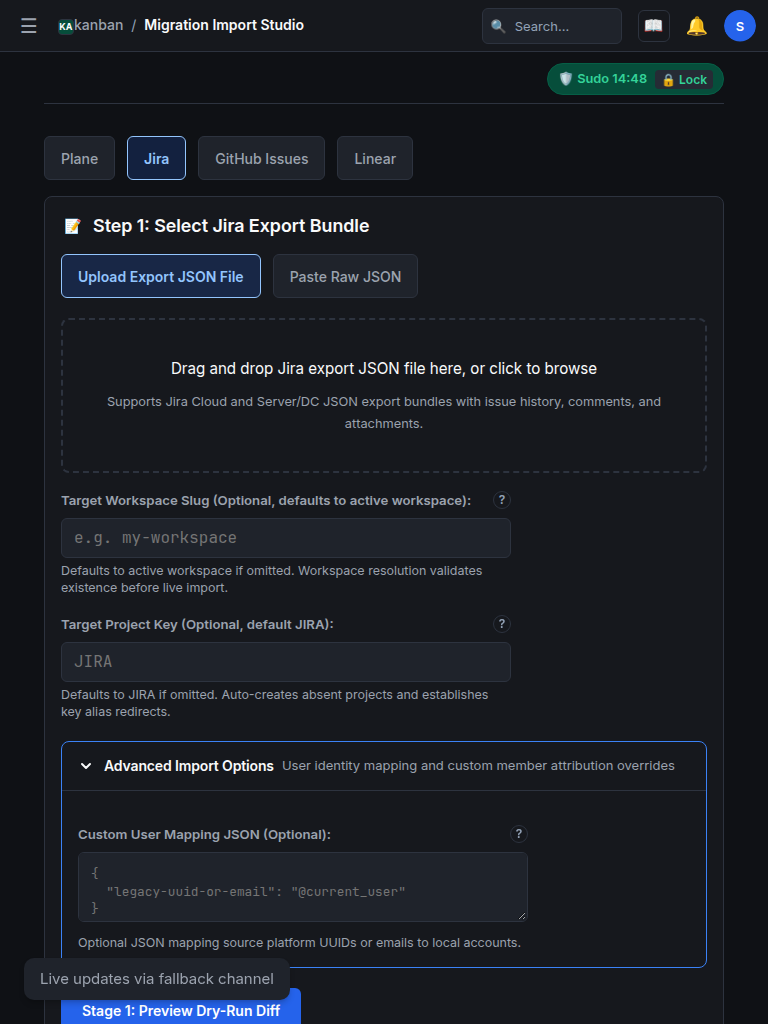 KA kanban / Migration Import Studio
Search...
S
Sudo 14:48 Lock
Plane Jira GitHub Issues Linear
Step 1: Select Jira Export Bundle
Upload Export JSON File Paste Raw JSON
Drag and drop Jira export JSON file here, or click to browse
Supports Jira Cloud and Server/DC JSON export bundles with issue history, comments, and
attachments.
Target Workspace Slug (Optional, defaults to active workspace): ?
e.g. my-workspace
Defaults to active workspace if omitted. Workspace resolution validates
existence before live import.
Target Project Key (Optional, default JIRA): ?
JIRA
Defaults to JIRA if omitted. Auto-creates absent projects and establishes
key alias redirects.
Advanced Import Options User identity mapping and custom member attribution overrides
Custom User Mapping JSON (Optional): ?
{
"legacy-uuid-or-email": "@current_user"
}
Optional JSON mapping source platform UUIDs or emails to local accounts.
Live updates via fallback channel
Stage 1: Preview Dry-Run Diff